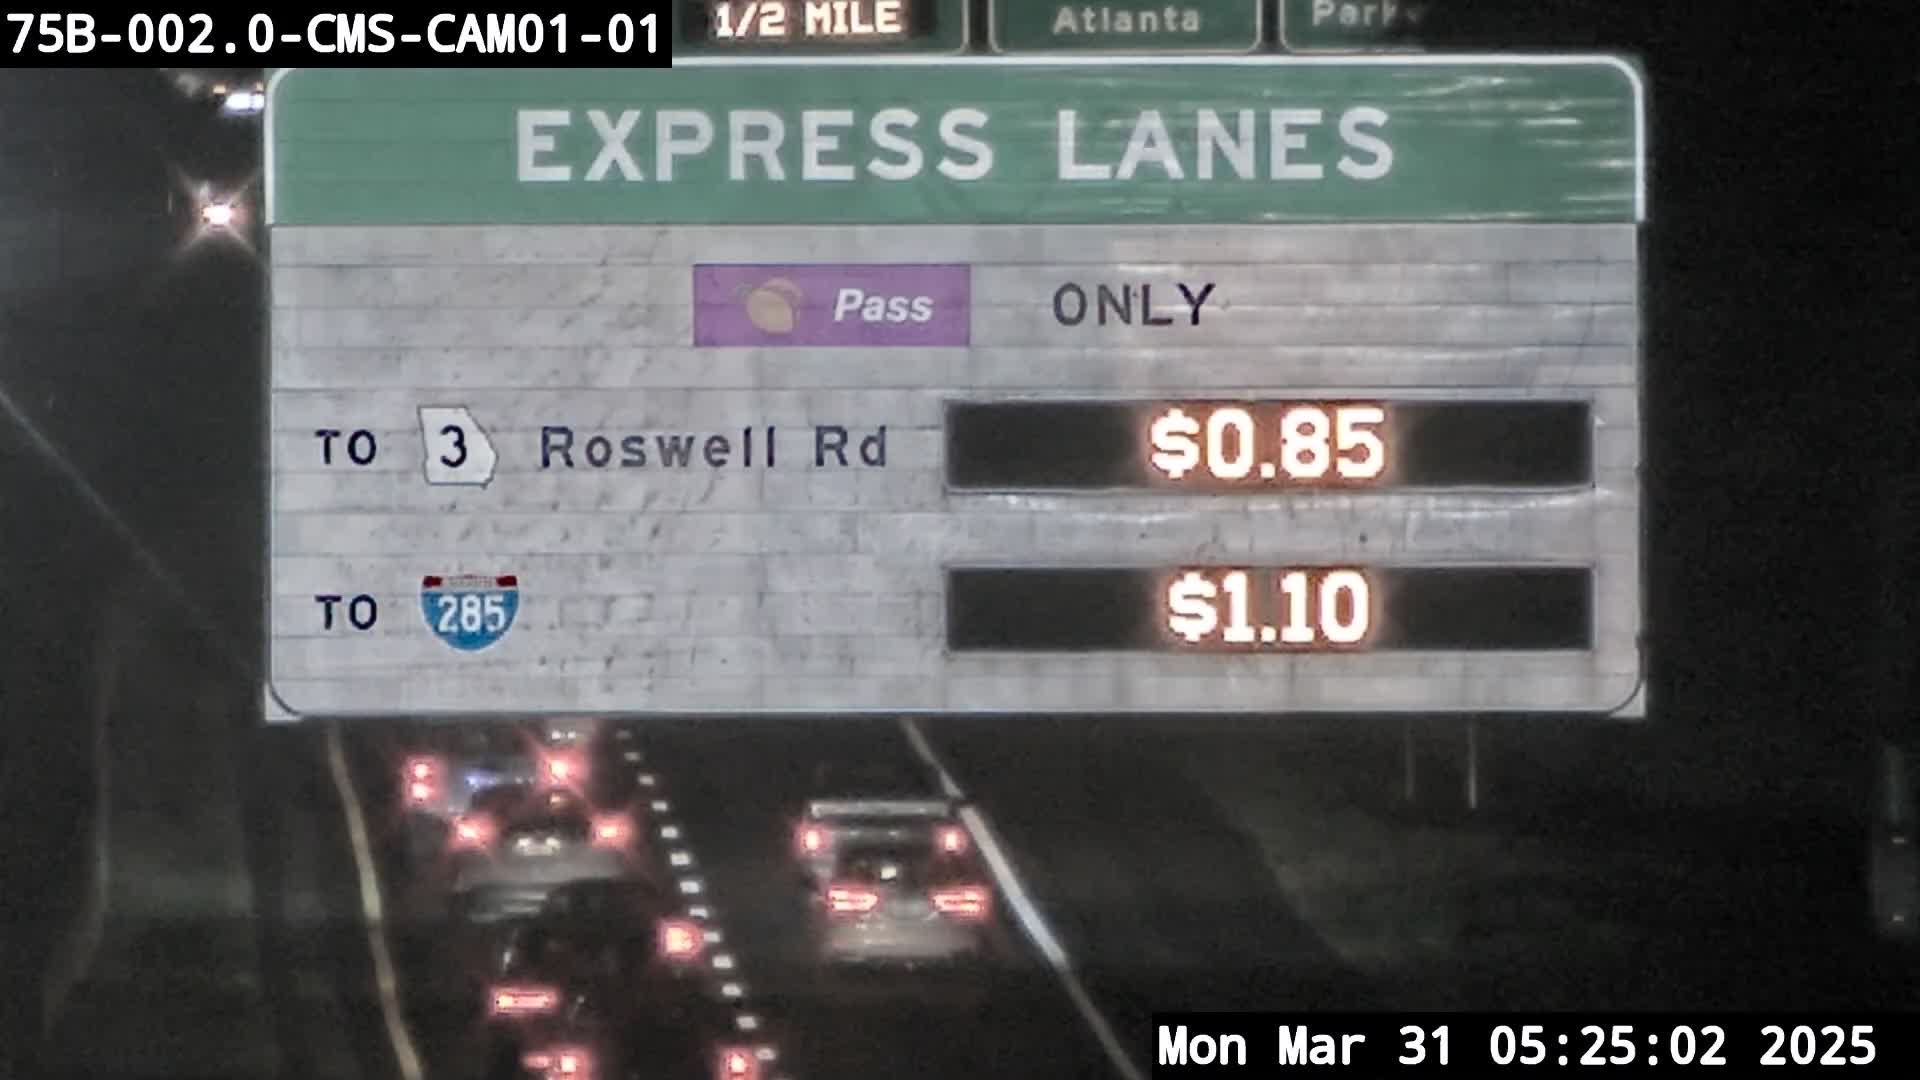 75B-002.0-CMS-CAM01-01
1/2 MILE
Atlanta
EXPRESS LANES
Pass ONLY
TO 3 Roswell Rd $0.85
TO 285 $1.10
Mon Mar 31 05:25:02 2025